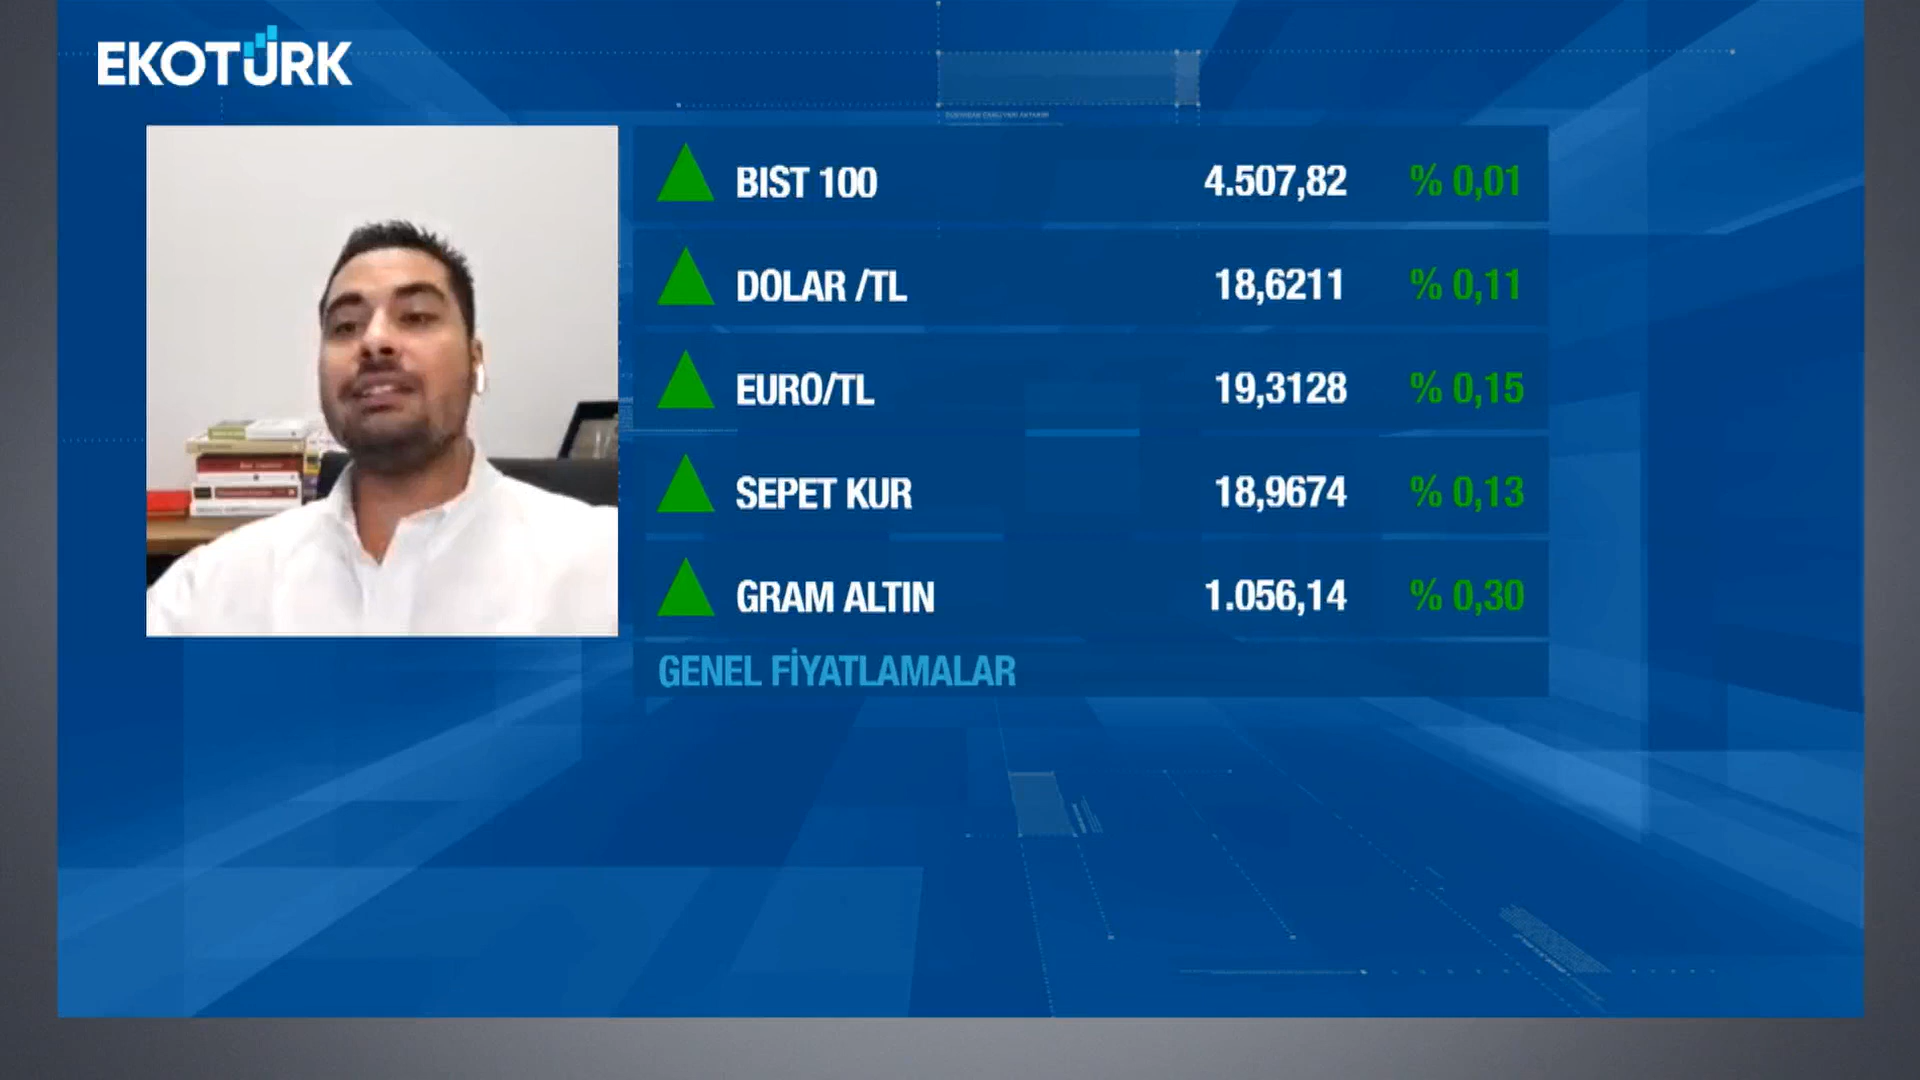 EKOTÜRK
BIST 100 4.507,82 % 0,01
DOLAR /TL 18,6211 % 0,11
EURO/TL 19,3128 % 0,15
SEPET KUR 18,9674 % 0,13
GRAM ALTIN 1.056,14 % 0,30
GENEL FİYATLAMALAR